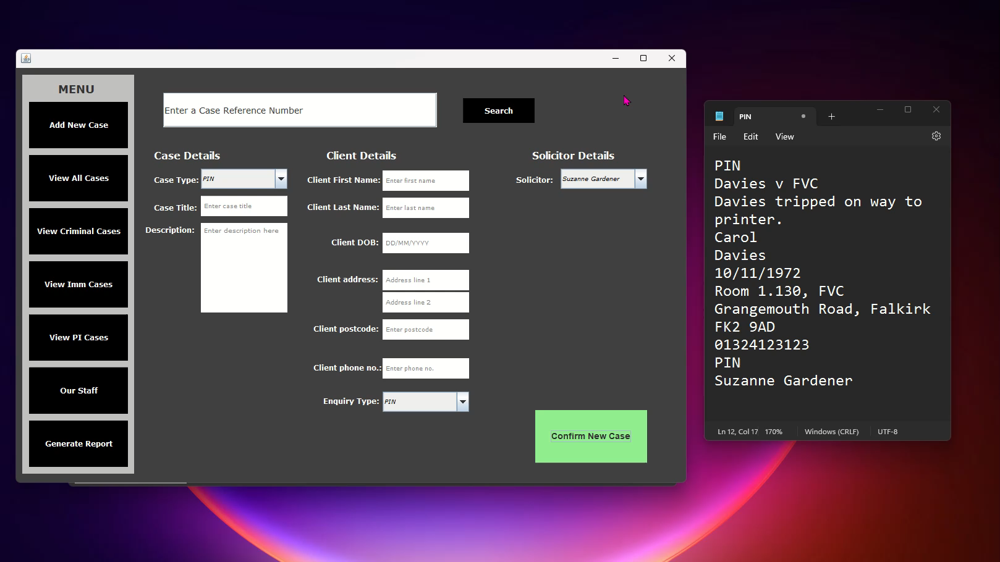 MENU
Add New Case
View All Cases
View Criminal Cases
View Imm Cases
View PI Cases
Our Staff
Generate Report
Enter a Case Reference Number
Search
Case Details
Case Type: PIN
Case Title: Enter case title
Description: Enter description here
Client Details
Client First Name: Enter first name
Client Last Name: Enter last name
Client DOB: DD/MM/YYYY
Client address: Address line 1
Address line 2
Client postcode: Enter postcode
Client phone no.: Enter phone no.
Enquiry Type: PIN
Solicitor Details
Solicitor: Suzanne Gardener
Confirm New Case
PIN
File Edit View
PIN
Davies v FVC
Davies tripped on way to
printer.
Carol
Davies
10/11/1972
Room 1.130, FVC
Grangemouth Road, Falkirk
FK2 9AD
01324123123
PIN
Suzanne Gardener
Ln 12, Col 17 170% Windows (CRLF) UTF-8